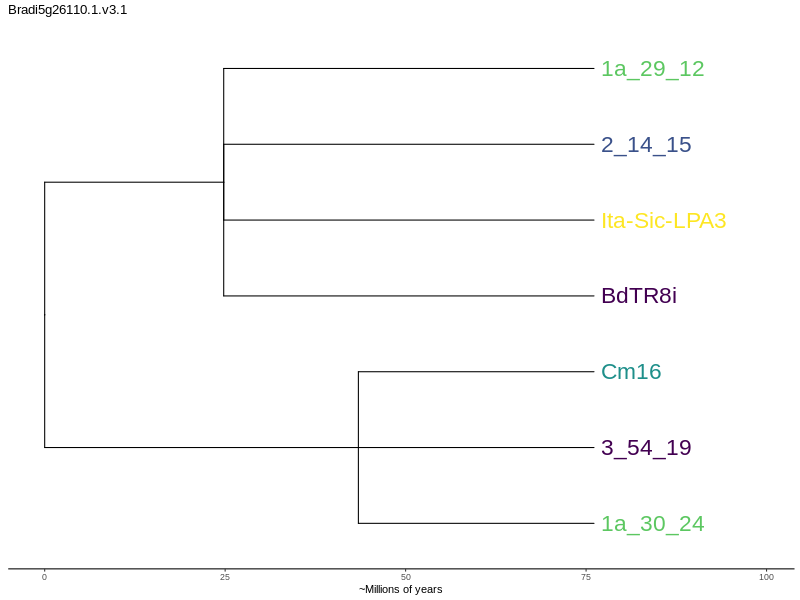 Bradi5g26110.1.v3.1
1a_29_12
2_14_15
Ita-Sic-LPA3
BdTR8i
Cm16
3_54_19
1a_30_24
0 25 50 75 100
~Millions of years